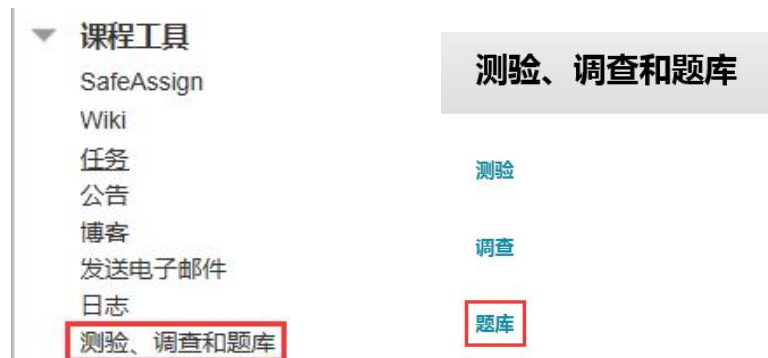 课程工具
SafeAssign
Wiki
任务
公告
博客
发送电子邮件
日志
测验、调查和题库
测验、调查和题库
测验
调查
题库